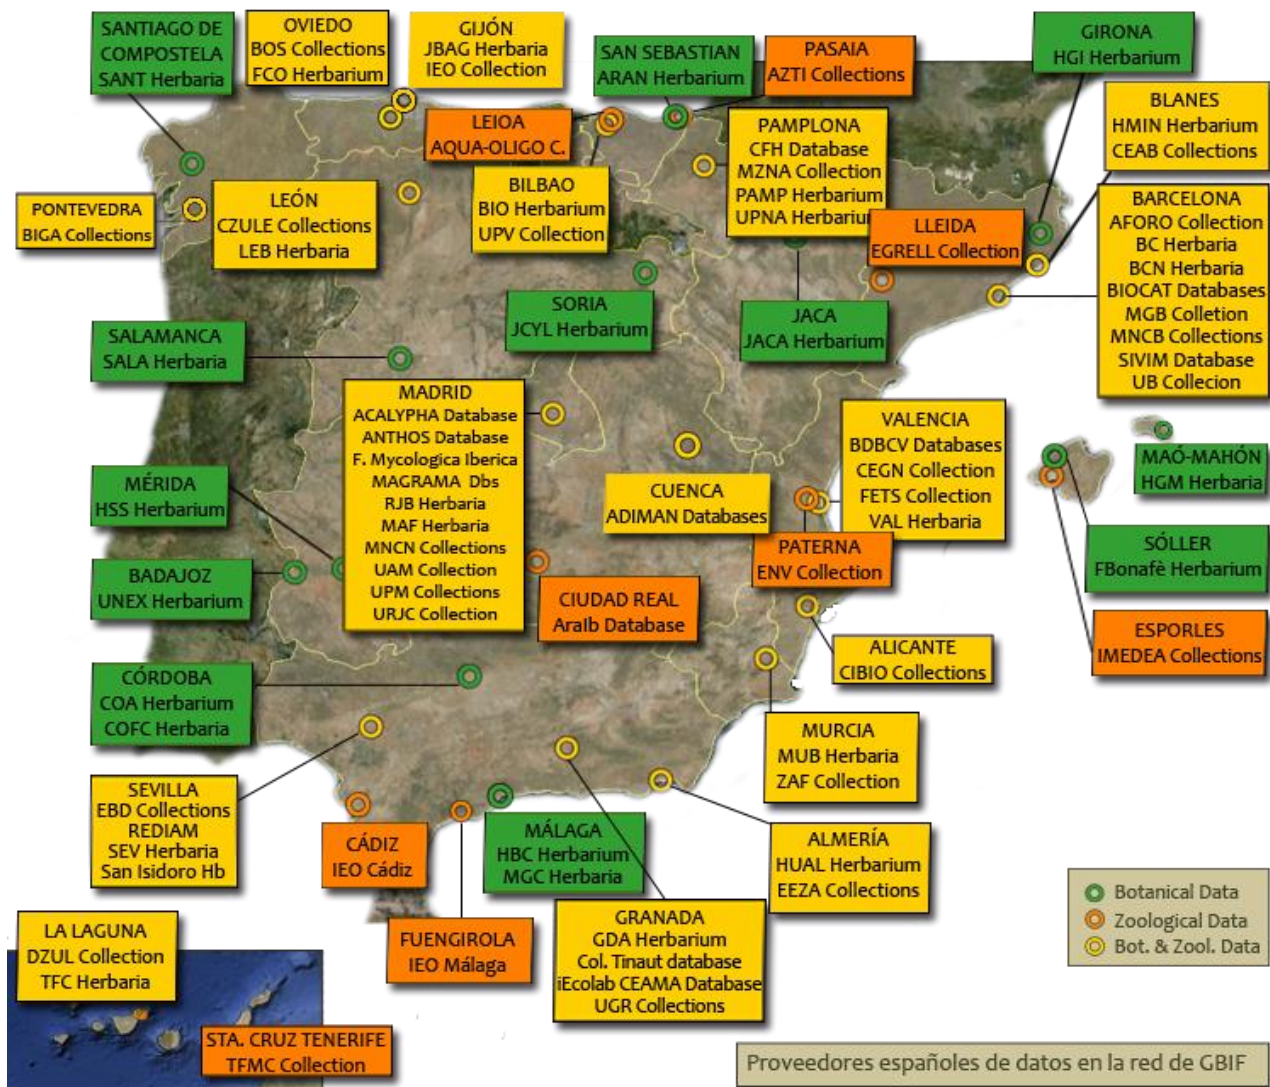 SANTIAGO DE
COMPOSTELA
SANT Herbaria
OVIEDO
BOS Collections
FCO Herbarium
GIJÓN
JBAG Herbaria
IEO Collection
SAN SEBASTIAN
ARAN Herbarium
PASAIA
AZTI Collections
GIRONA
HGI Herbarium
LEIOA
AQUA-OLIGO C.
PAMPLONA
CFH Database
MZNA Collection
PAMP Herbarium
UPNA Herbarium
BLANES
HMIN Herbarium
CEAB Collections
PONTEVEDRA
BIGA Collections
LEÓN
CZULE Collections
LEB Herbaria
BILBAO
BIO Herbarium
UPV Collection
LLEIDA
EGRELL Collection
BARCELONA
AFORO Collection
BC Herbaria
BCN Herbaria
BIOCAT Databases
MGB Colletion
MNCB Collections
SIVIM Database
UB Collecion
SORIA
JCYL Herbarium
JACA
JACA Herbarium
SALAMANCA
SALA Herbaria
MADRID
ACALYPHA Database
ANTHOS Database
F. Mycologica Iberica
MAGRAMA Dbs
RJB Herbaria
MAF Herbaria
MNCN Collections
UAM Collection
UPM Collections
URJC Collection
VALENCIA
BDBCV Databases
CEGN Collection
FETS Collection
VAL Herbaria
MAÓ-MAHÓN
HGM Herbaria
MÉRIDA
HSS Herbarium
CUENCA
ADIMAN Databases
PATERNA
ENV Collection
SÓLLER
FBonafè Herbarium
BADAJOZ
UNEX Herbarium
CIUDAD REAL
AraIb Database
ESPORLES
IMEDEA Collections
ALICANTE
CIBIO Collections
CÓRDOBA
COA Herbarium
COFC Herbaria
MURCIA
MUB Herbaria
ZAF Collection
SEVILLA
EBD Collections
REDIAM
SEV Herbaria
San Isidoro Hb
CÁDIZ
IEO Cádiz
MÁLAGA
HBC Herbarium
MGC Herbaria
ALMERÍA
HUAL Herbarium
EEZA Collections
Botanical Data
Zoological Data
Bot. & Zool. Data
LA LAGUNA
DZUL Collection
TFC Herbaria
FUENGIROLA
IEO Málaga
GRANADA
GDA Herbarium
Col. Tinaut database
iEcolab CEAMA Database
UGR Collections
STA. CRUZ TENERIFE
TFMC Collection
Proveedores españoles de datos en la red de GBIF